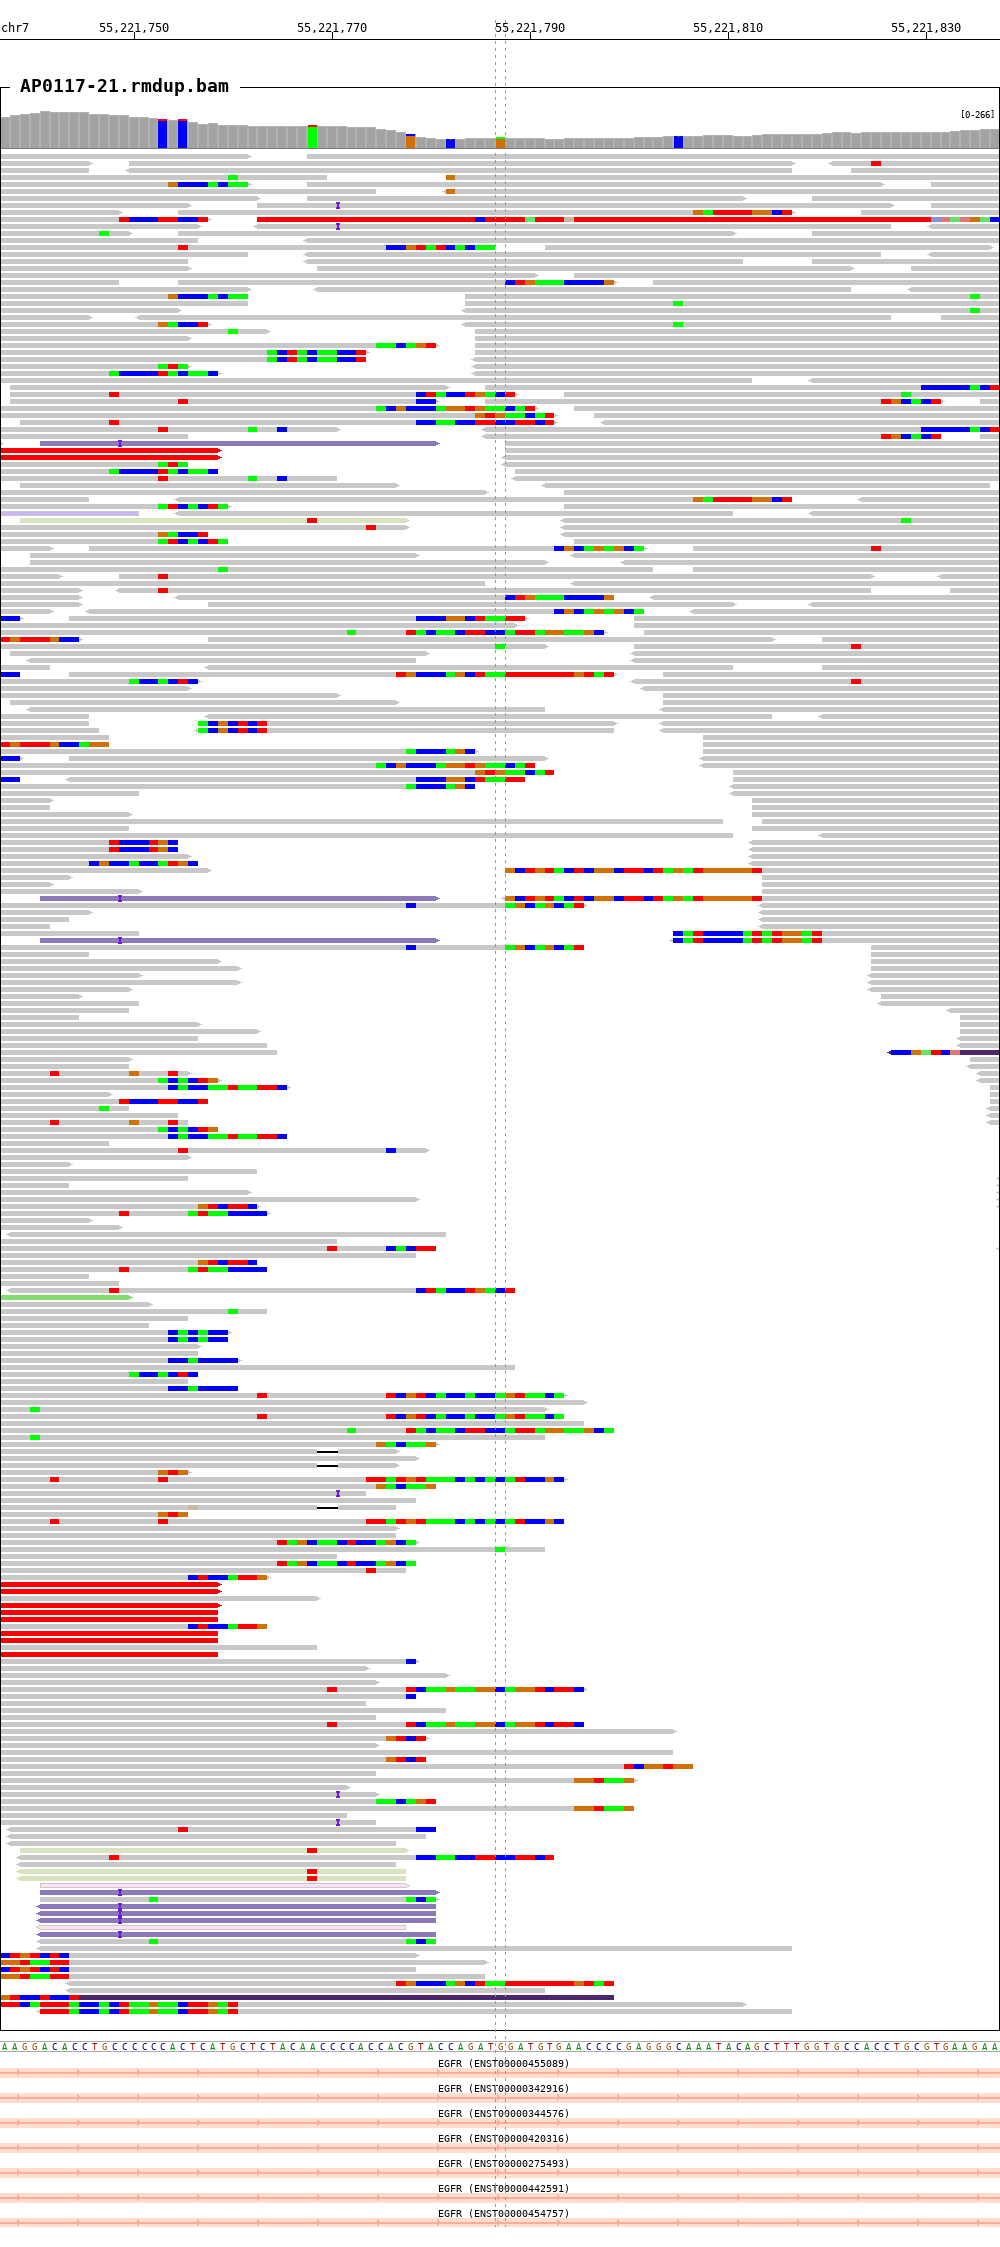 chr7 55,221,750 55,221,770 55,221,790 55,221,810 55,221,830
AP0117-21.rmdup.bam
[0-266]
AAGGACACCTGCCCCCCACTCATGCTCTACAACCCCACCACGTACCAGATGGATGTGAACCCCGAGGGCAAATACAGCTTTGGTGCCACCTGCGTGAAGAA
EGFR (ENST00000455089)
EGFR (ENST00000342916)
EGFR (ENST00000344576)
EGFR (ENST00000420316)
EGFR (ENST00000275493)
EGFR (ENST00000442591)
EGFR (ENST00000454757)